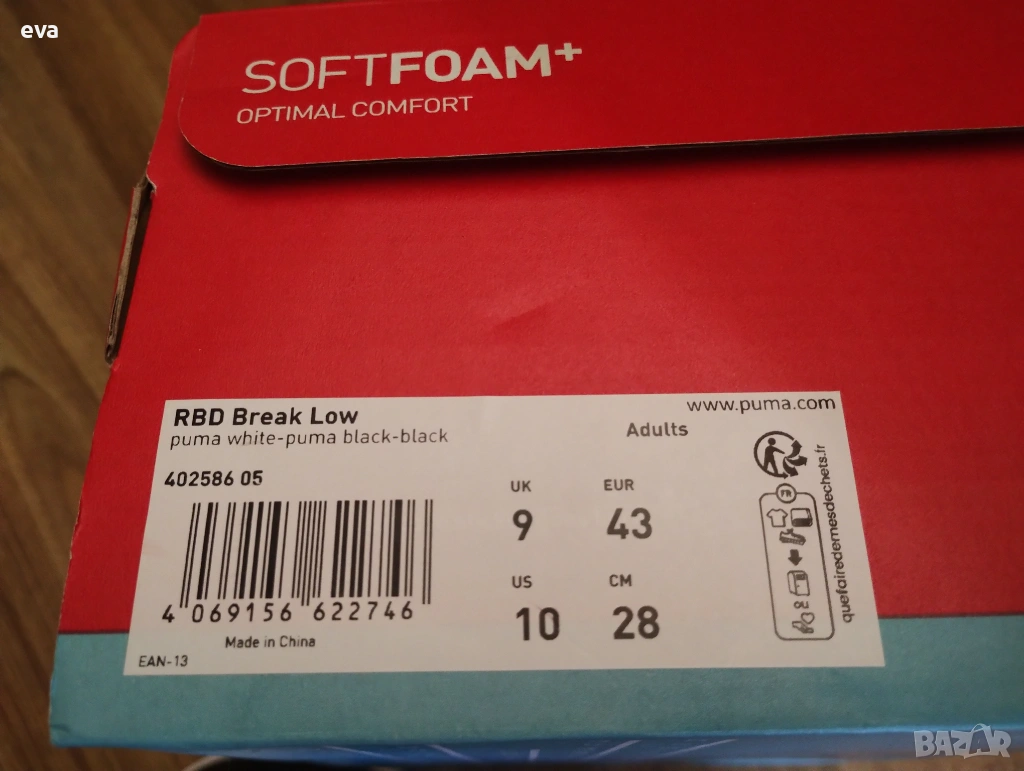 eva
SOFTFOAM+
OPTIMAL COMFORT
RBD Break Low
puma white-puma black-black
402586 05
4 069156 622746
Made in China
EAN-13
www.puma.com
Adults
UK
9
EUR
43
US
10
CM
28
FR
quefairedemesdechets.fr
BAZAR